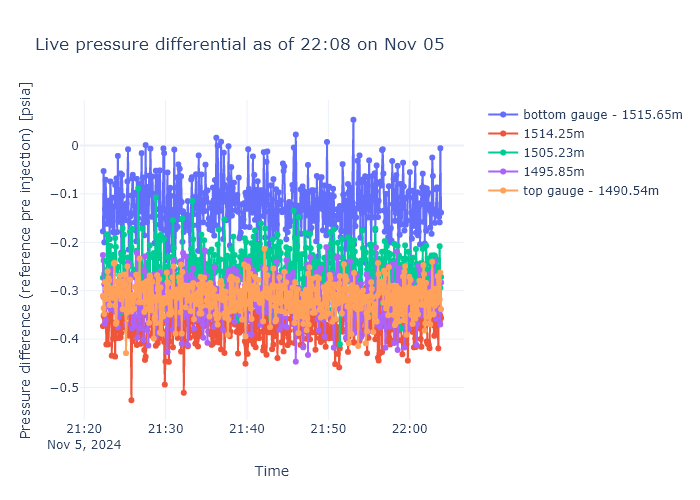 Live pressure differential as of 22:08 on Nov 05
Pressure difference (reference pre injection) [psia]
0
−0.1
−0.2
−0.3
−0.4
−0.5
21:20
Nov 5, 2024
21:30
21:40
21:50
22:00
Time
bottom gauge - 1515.65m
1514.25m
1505.23m
1495.85m
top gauge - 1490.54m